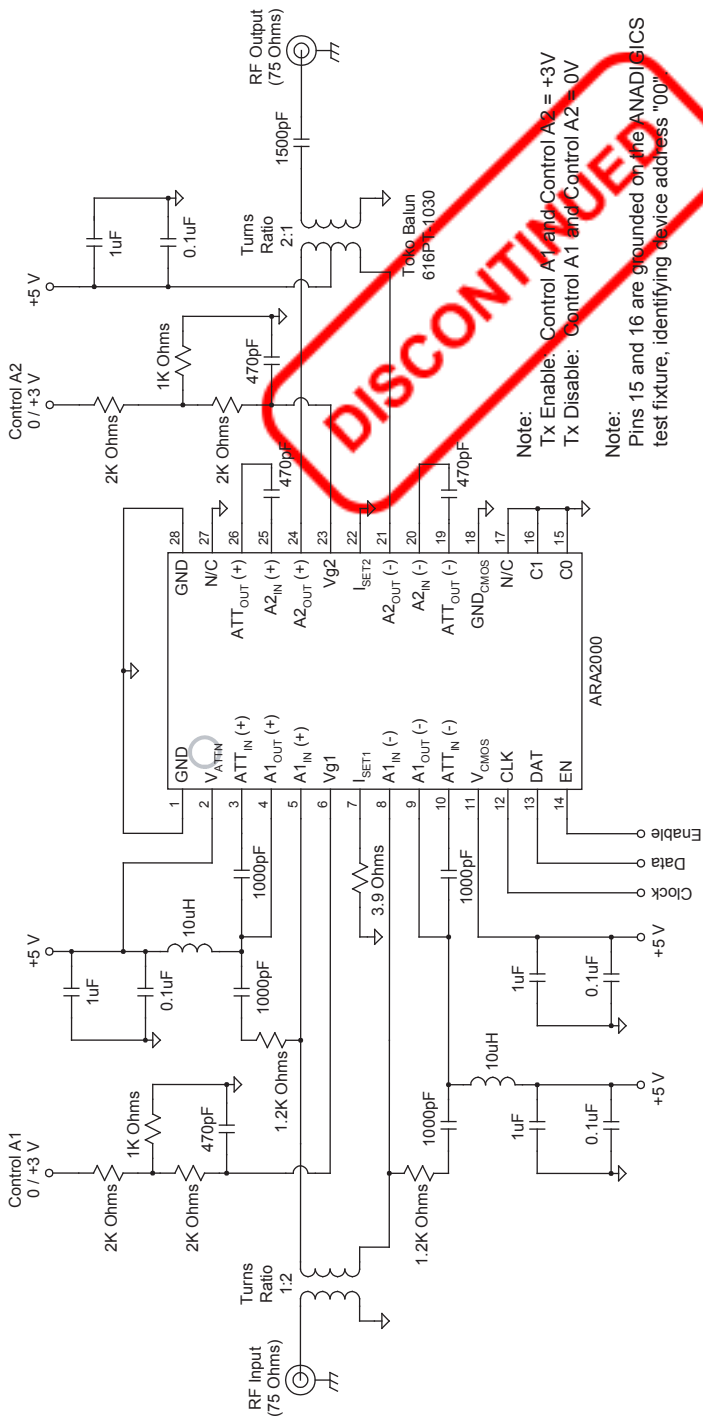 RF Input
(75 Ohms)
Turns
Ratio
1:2
Control A1
0 / +3 V
2K Ohms
1K Ohms
2K Ohms
470pF
+5 V
1uF
0.1uF
10uH
1000pF
1000pF
1.2K Ohms
3.9 Ohms
1.2K Ohms
1000pF
1000pF
10uH
1uF
0.1uF
+5 V
1uF
0.1uF
+5 V
Clock
Data
Enable
1 GND
2 VATTN
3 ATTIN (+)
4 A1OUT (+)
5 A1IN (+)
6 Vg1
7 ISET1
8 A1IN (-)
9 A1OUT (-)
10 ATTIN (-)
11 VCMOS
12 CLK
13 DAT
14 EN
GND 28
N/C 27
ATTOUT (+) 26
A2IN (+) 25
A2OUT (+) 24
Vg2 23
ISET2 22
A2OUT (-) 21
A2IN (-) 20
ATTOUT (-) 19
GNDCMOS 18
N/C 17
C1 16
C0 15
ARA2000
Control A2
0 / +3 V
2K Ohms
1K Ohms
2K Ohms
470pF
470pF
470pF
+5 V
1uF
0.1uF
Turns
Ratio
2:1
Toko Balun
616PT-1030
1500pF
RF Output
(75 Ohms)
Note:
Tx Enable: Control A1 and Control A2 = +3V
Tx Disable: Control A1 and Control A2 = 0V
Note:
Pins 15 and 16 are grounded on the ANADIGICS
test fixture, identifying device address "00".
DISCONTINUED